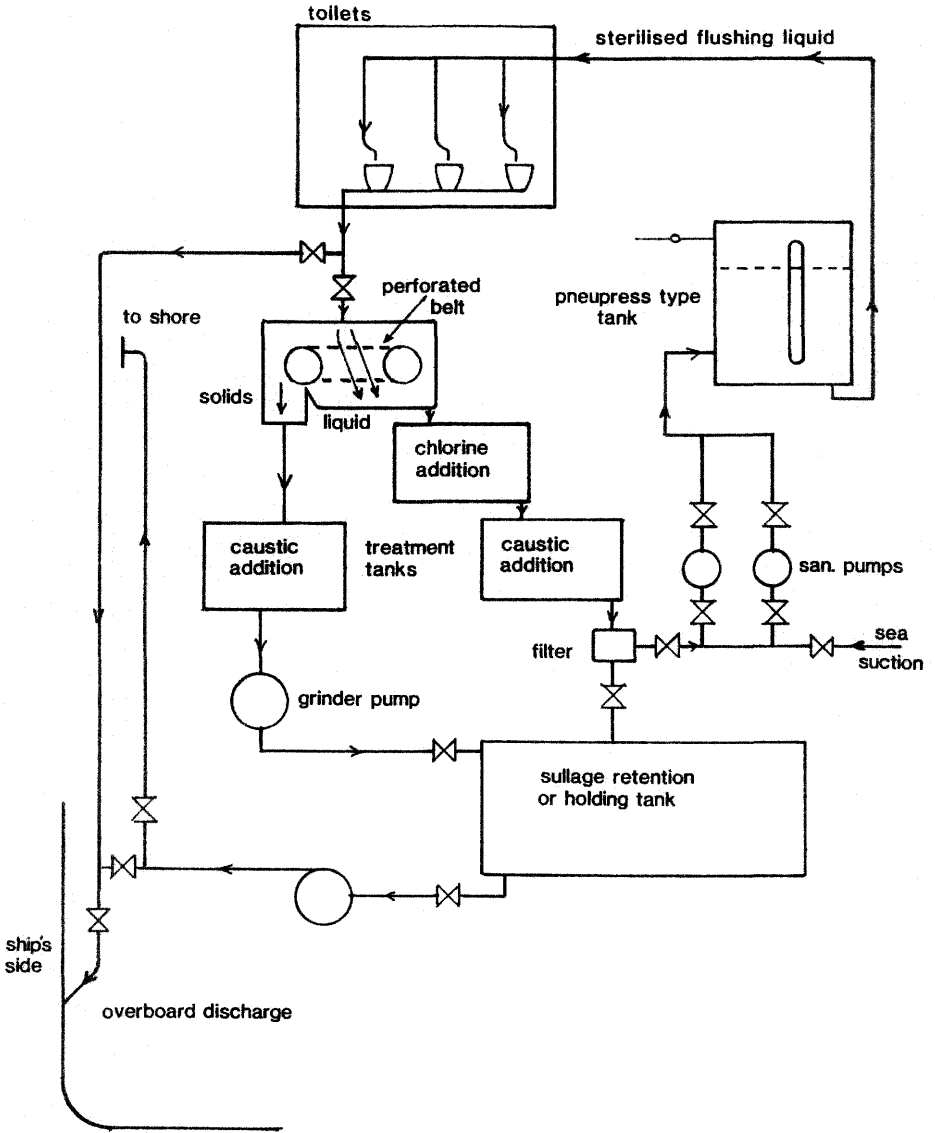 toilets
sterilised flushing liquid
perforated
belt
pneupress type
tank
to shore
solids
liquid
chlorine
addition
caustic
addition
treatment
tanks
caustic
addition
san. pumps
filter
sea
suction
grinder pump
sullage retention
or holding tank
ship's
side
overboard discharge